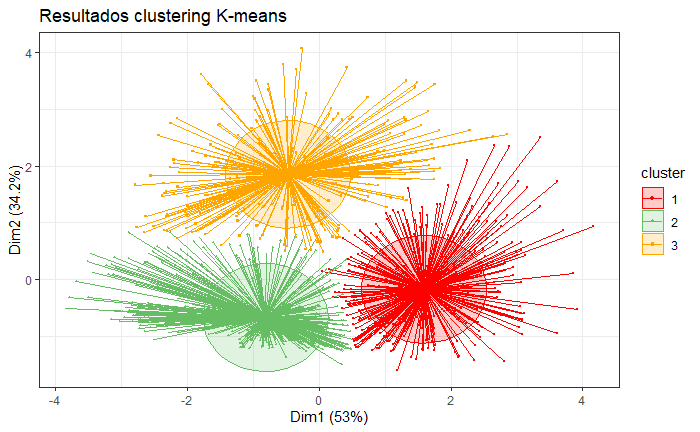 Resultados clustering K-means
4
2
0
Dim2 (34.2%)
-4
-2
0
2
4
Dim1 (53%)
cluster
1
2
3